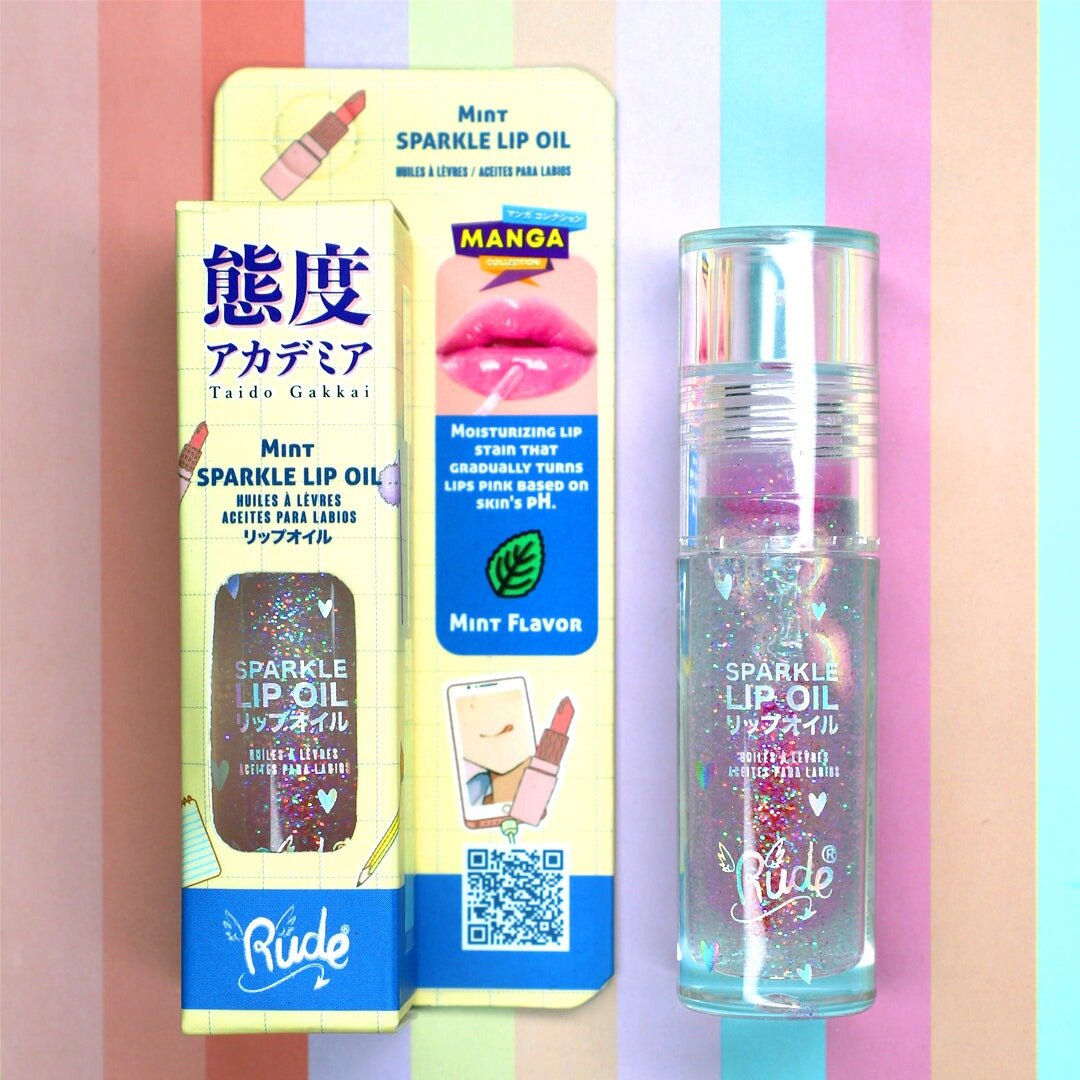 Mint
SPARKLE LIP OIL
HUILES À LÈVRES / ACEITES PARA LABIOS
マンガ コレクション
MANGA
COLLECTION
Moisturizing lip
stain that
gradually turns
lips pink based on
skin's pH.
Mint Flavor
態度
アカデミア
Taido Gakkai
Mint
SPARKLE LIP OIL
HUILES À LÈVRES
ACEITES PARA LABIOS
リップオイル
SPARKLE
LIP OIL
リップオイル
HUILES À LÈVRES
ACEITES PARA LABIOS
Rude®
SPARKLE
LIP OIL
リップオイル
HUILES À LÈVRES
ACEITES PARA LABIOS
Rude®